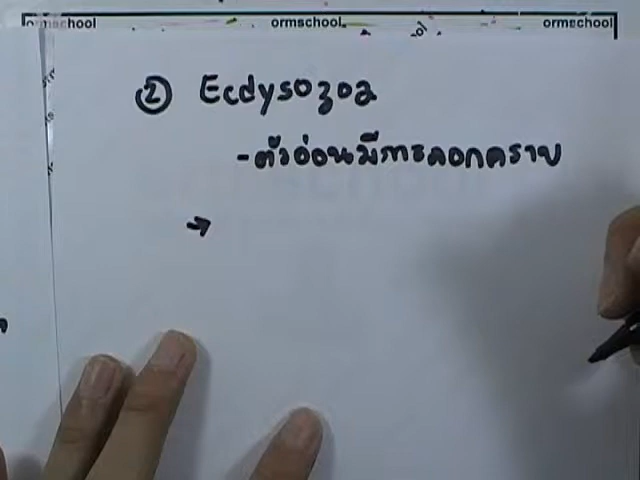 ormschool ormschool ormschool
② Ecdysozoa
-ตัวอ่อนมีการลอกคราบ
→